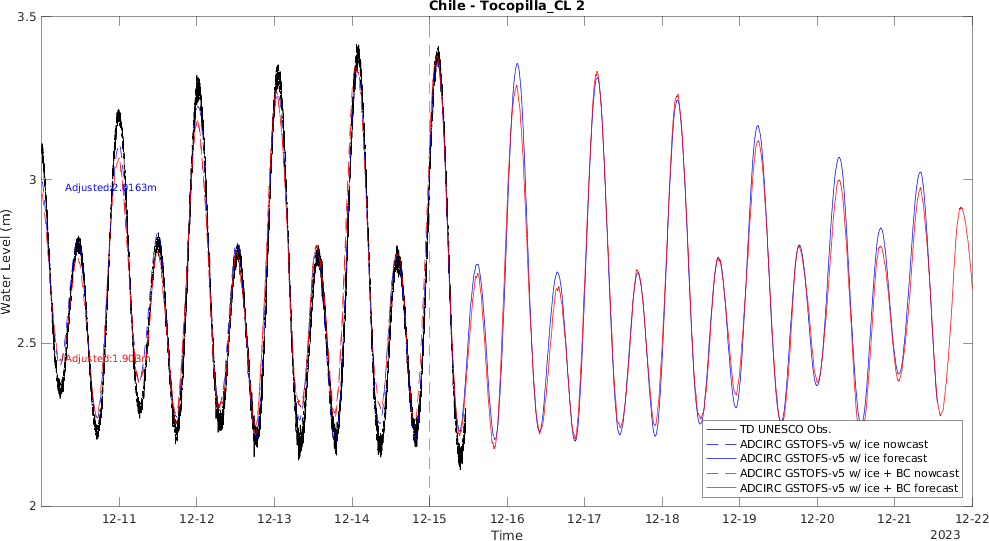 Chile - Tocopilla_CL 2
3.5
3
2.5
2
Water Level (m)
Adjusted:2.0163m
Adjusted:1.903m
TD UNESCO Obs.
ADCIRC GSTOFS-v5 w/ ice nowcast
ADCIRC GSTOFS-v5 w/ ice forecast
ADCIRC GSTOFS-v5 w/ ice + BC nowcast
ADCIRC GSTOFS-v5 w/ ice + BC forecast
12-11 12-12 12-13 12-14 12-15 12-16 12-17 12-18 12-19 12-20 12-21 12-22
Time
2023